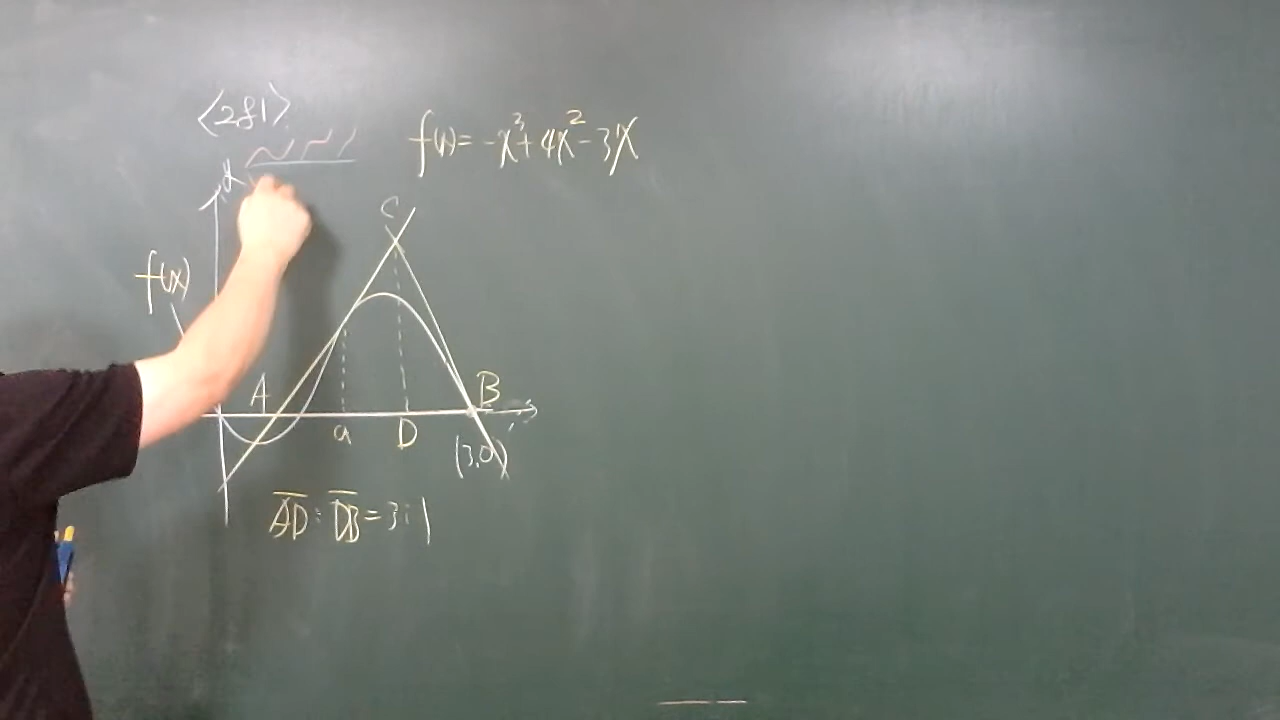 <281>
f(x) = -x³ + 4x² - 3x
C
f(x)
A
B
a
D
(3,0)
AD : DB = 3 : 1